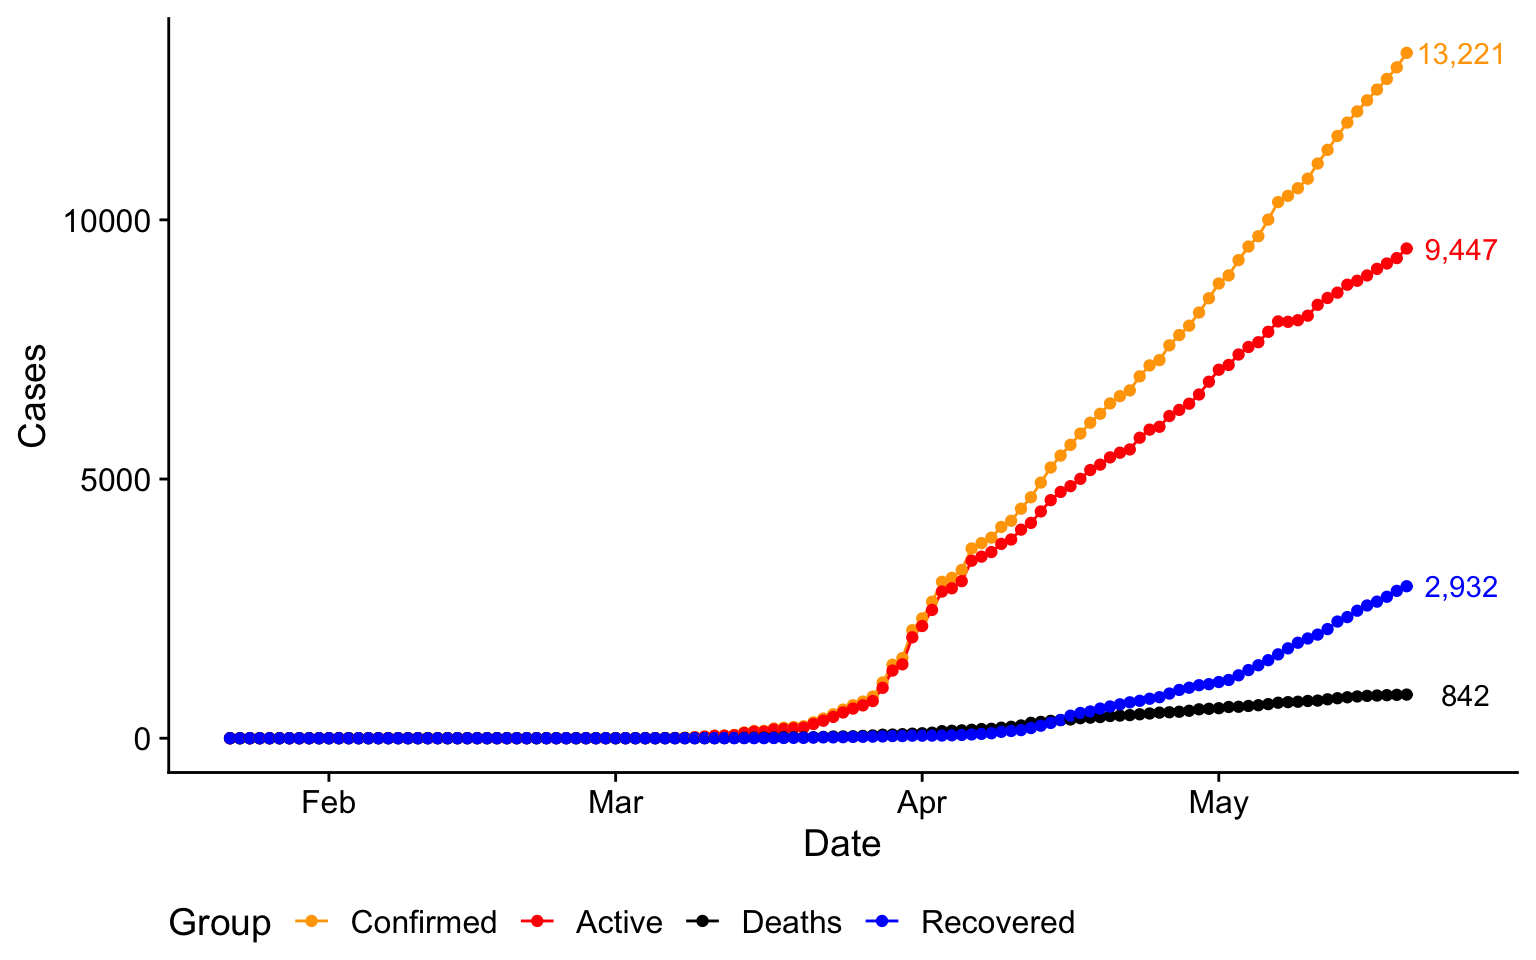 13,221
10000
9,447
Cases
5000
2,932
842
0
Feb Mar Apr May
Date
Group Confirmed Active Deaths Recovered